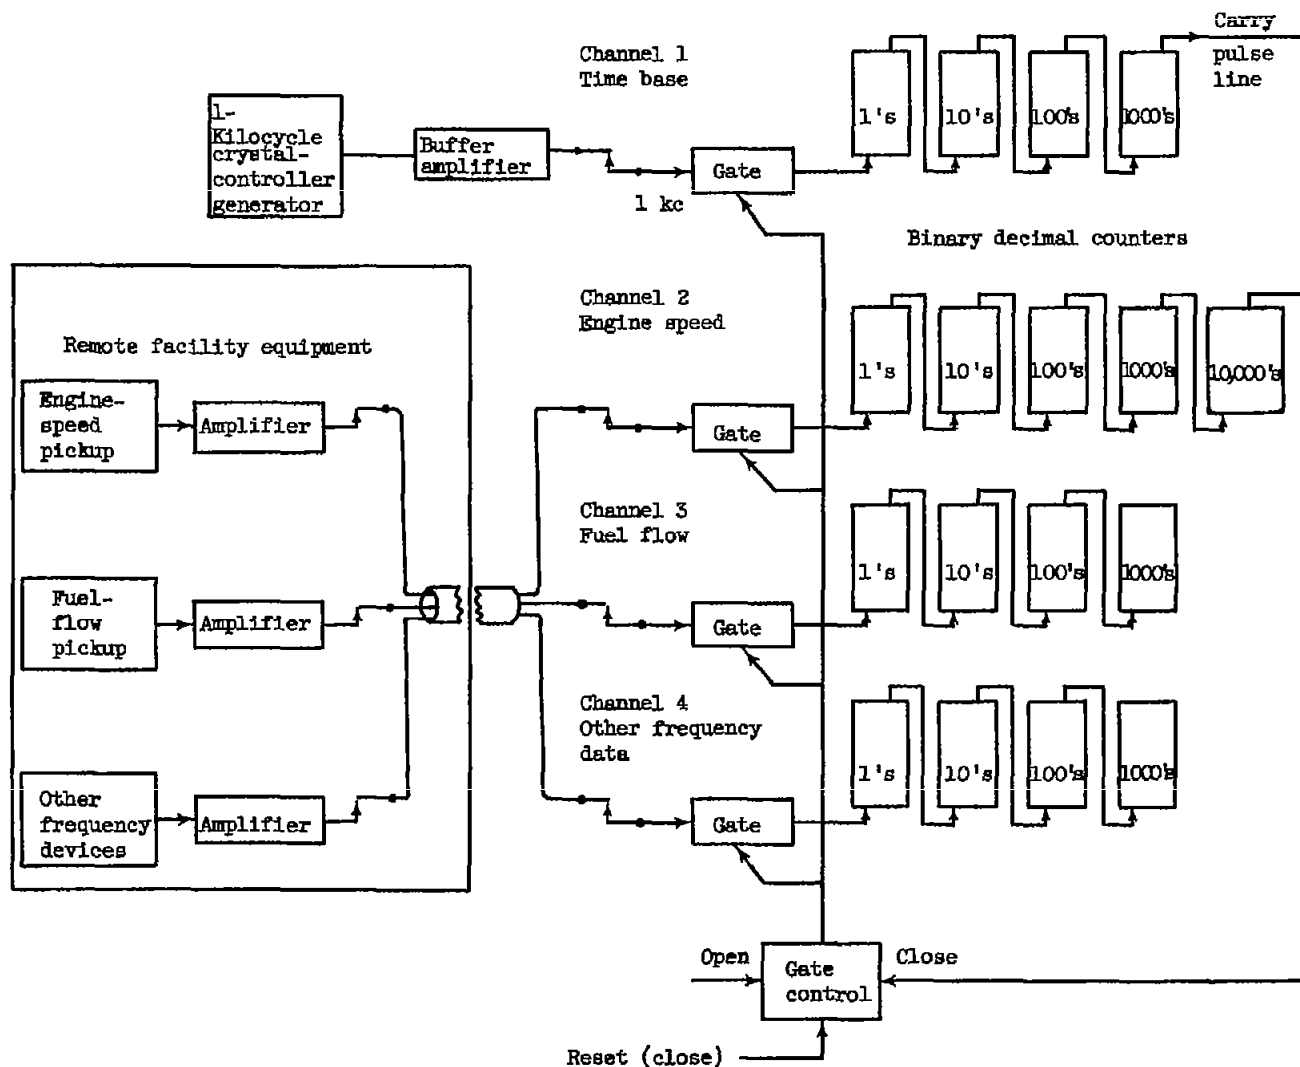 Channel 1
Time base
Carry
pulse
line
1-
Kilocycle
crystal-
controller
generator
Buffer
amplifier
1 kc
Gate
1's
10's
100's
1000's
Binary decimal counters
Remote facility equipment
Channel 2
Engine speed
Engine-
speed
pickup
Amplifier
Gate
1's
10's
100's
1000's
10,000's
Channel 3
Fuel flow
Fuel-
flow
pickup
Amplifier
Gate
1's
10's
100's
1000's
Channel 4
Other frequency
data
Other
frequency
devices
Amplifier
Gate
1's
10's
100's
1000's
Open
Gate
control
Close
Reset (close)